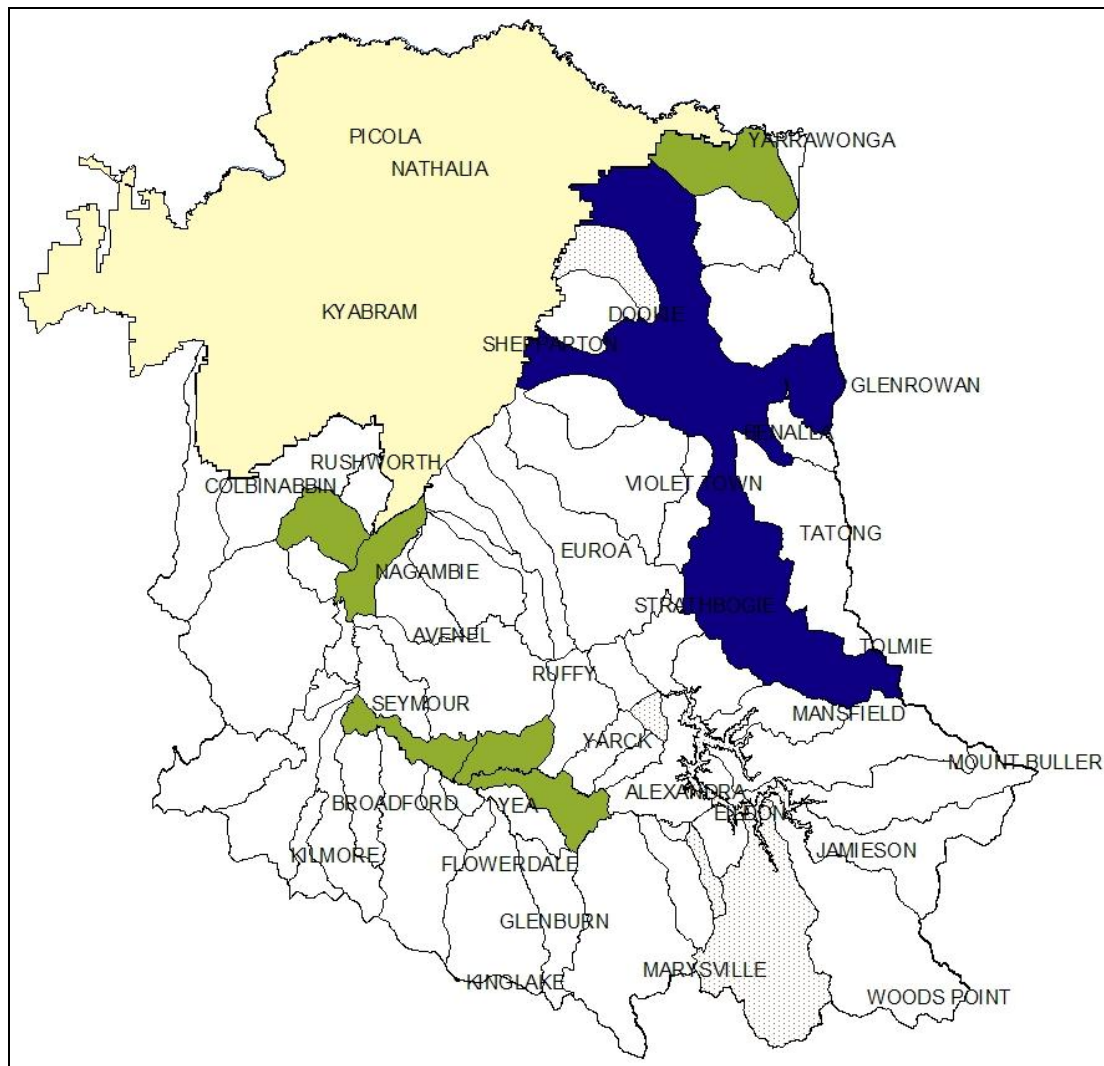 PICOLA
YARRAWONGA
NATHALIA
KYABRAM
DOOKIE
SHEPPARTON
GLENROWAN
BENALLA
RUSHWORTH
COLBINABBIN
VIOLET TOWN
TATONG
EUROA
NAGAMBIE
STRATHBOGIE
AVENEL
TOLMIE
RUFFY
SEYMOUR
MANSFIELD
YARCK
MOUNT BULLER
ALEXANDRA
BROADFORD
YEA
EILDON
KILMORE
FLOWERDALE
JAMIESON
GLENBURN
MARYSVILLE
KINGLAKE
WOODS POINT